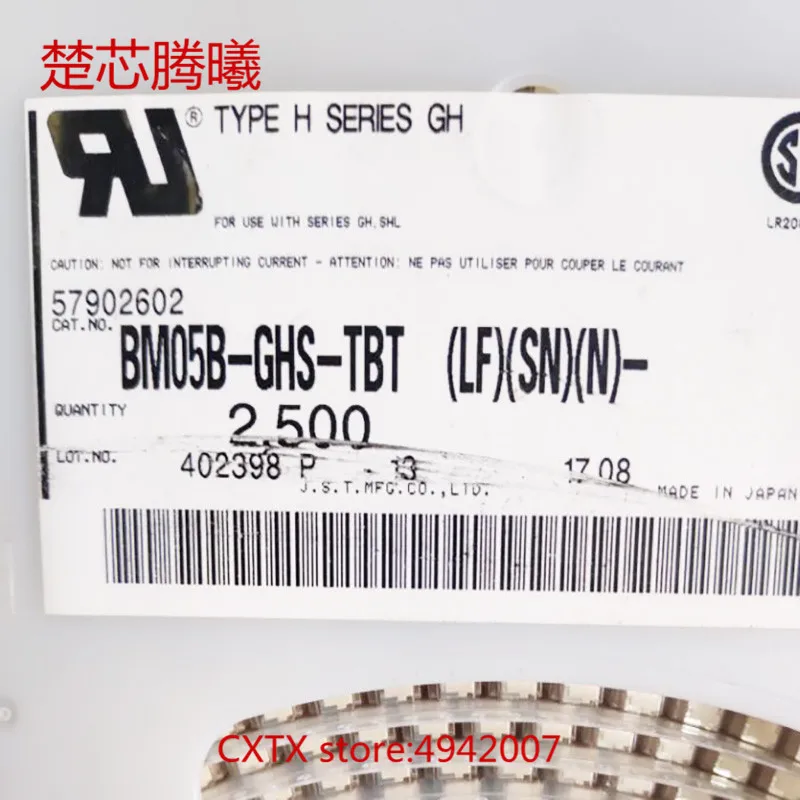 楚芯腾曦
® TYPE H SERIES GH
FOR USE WITH SERIES GH,SHL
CAUTION: NOT FOR INTERRUPTING CURRENT - ATTENTION: NE PAS UTILISER POUR COUPER LE COURANT
57902602
CAT.NO. BM05B-GHS-TBT (LF)(SN)(N)-
QUANTITY 2,500
LOT.NO. 402398 P - 13 17.08
J.S.T.MFG.CO.,LTD. MADE IN JAPAN
CXTX store:4942007